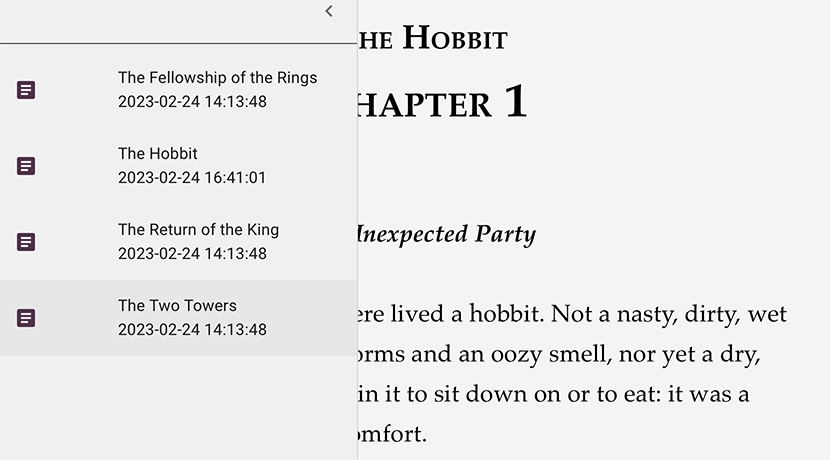 The Fellowship of the Rings
2023-02-24 14:13:48
The Hobbit
2023-02-24 16:41:01
The Return of the King
2023-02-24 14:13:48
The Two Towers
2023-02-24 14:13:48
HE HOBBIT
HAPTER 1
Inexpected Party
ere lived a hobbit. Not a nasty, dirty, wet
orms and an oozy smell, nor yet a dry,
in it to sit down on or to eat: it was a
omfort.